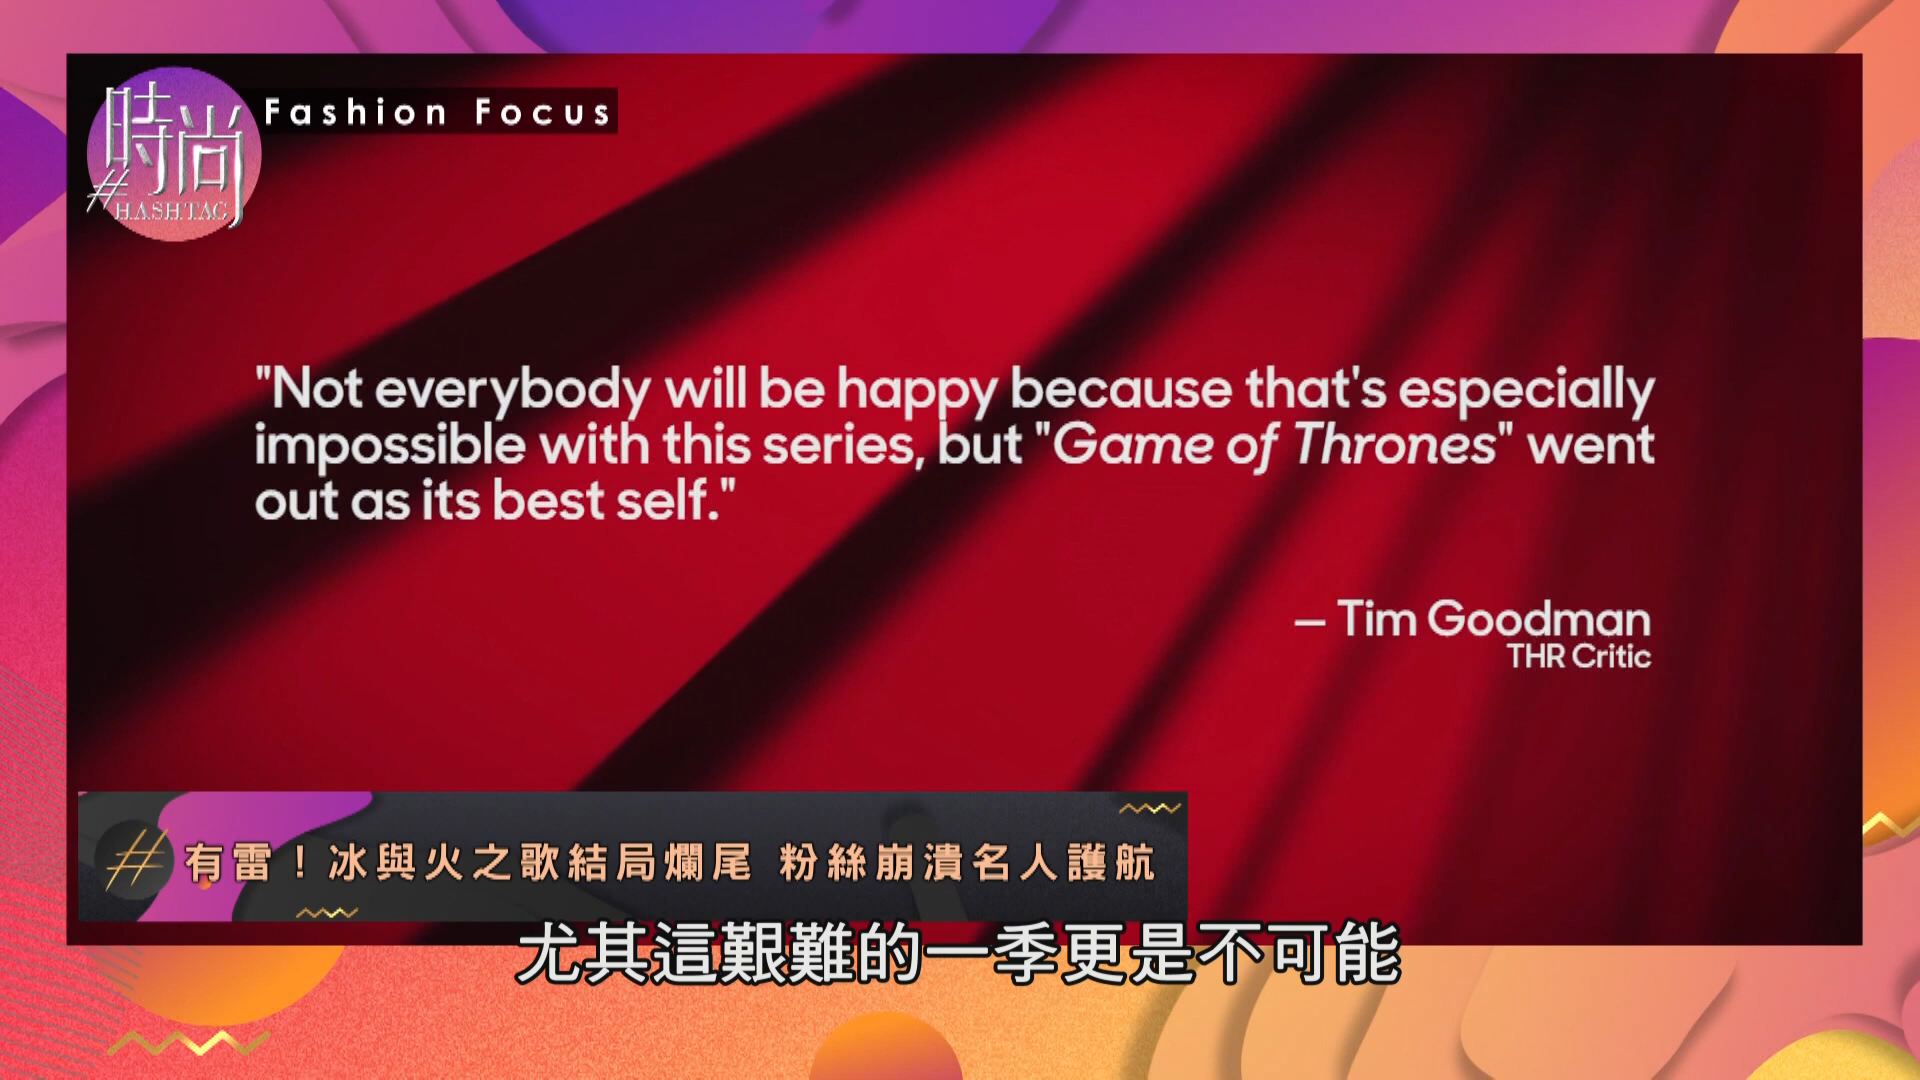 時尚
#HASHTAG
Fashion Focus
"Not everybody will be happy because that's especially
impossible with this series, but "Game of Thrones" went
out as its best self."
— Tim Goodman
THR Critic
# 有雷！冰與火之歌結局爛尾 粉絲崩潰名人護航
尤其這艱難的一季更是不可能